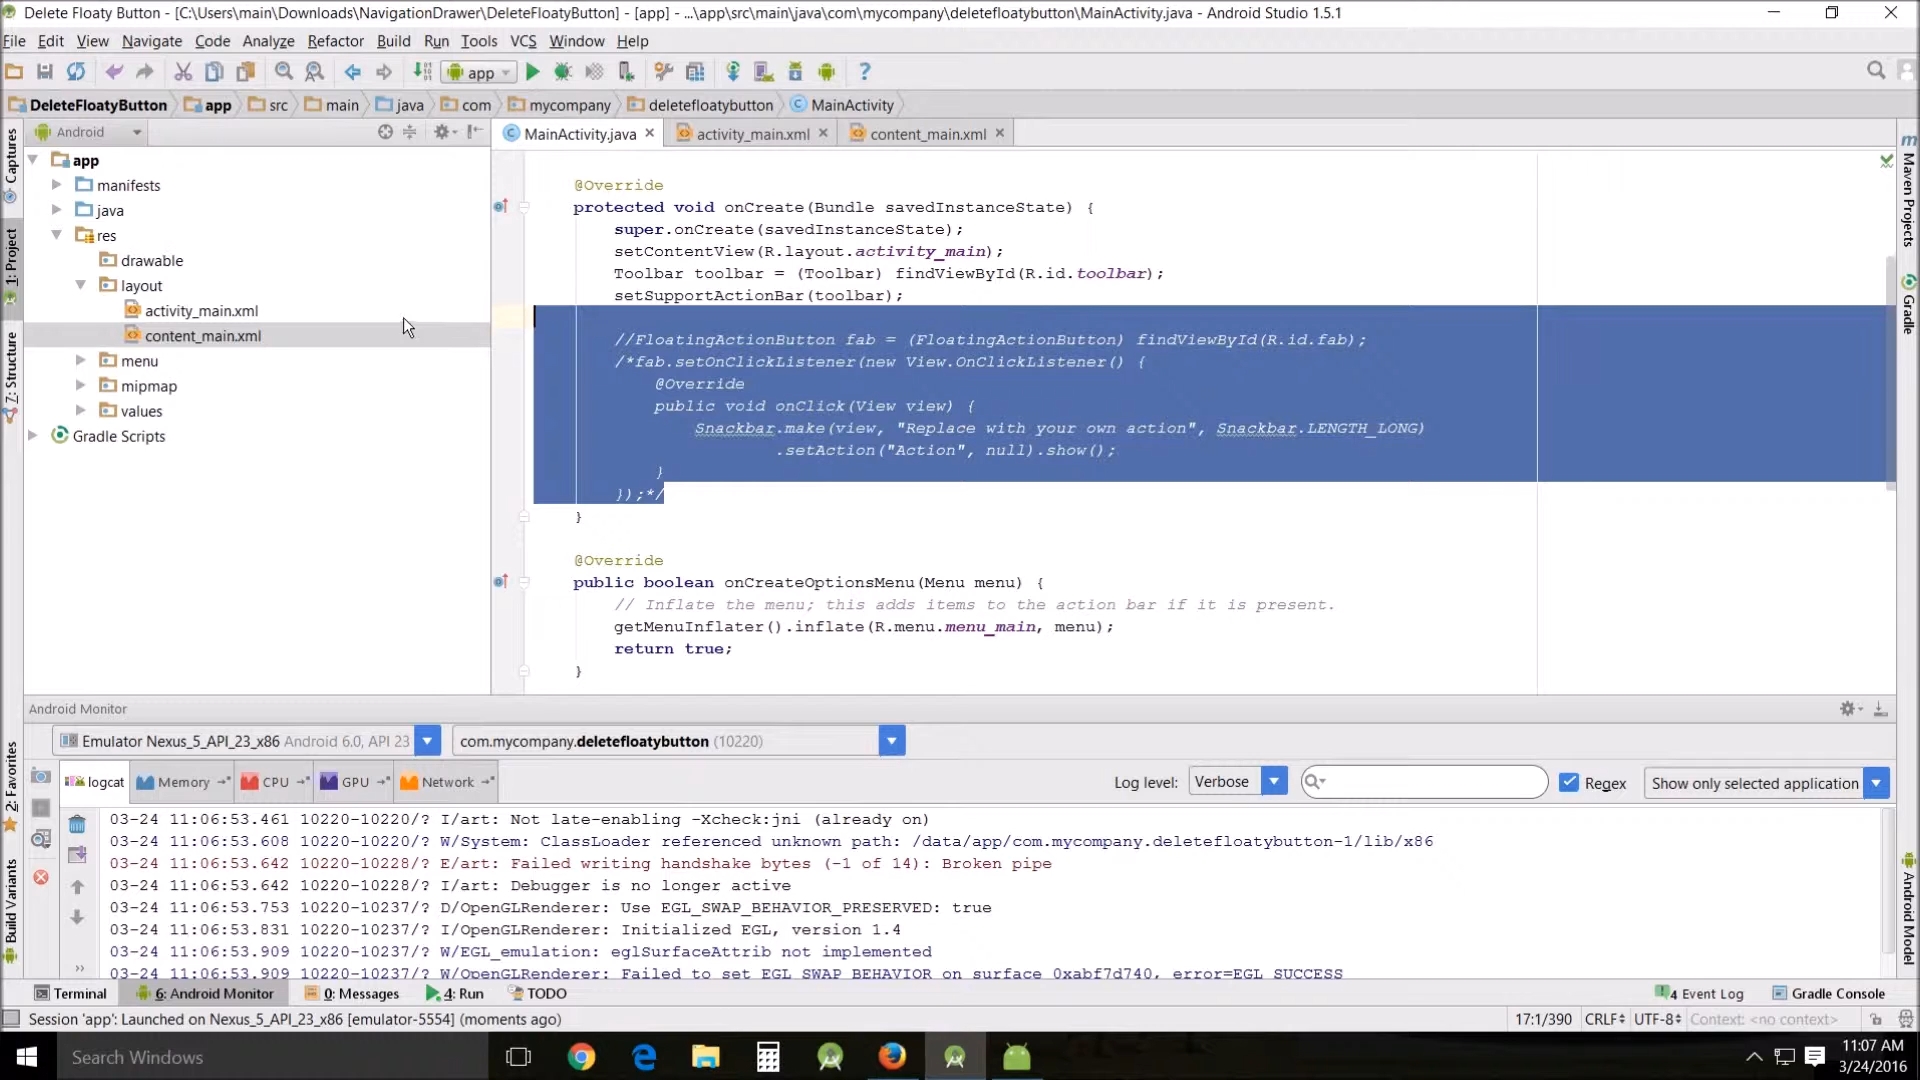 Delete Floaty Button - [C:\Users\main\Downloads\NavigationDrawer\DeleteFloatyButton] - [app] - ...\app\src\main\java\com\mycompany\deletefloatybutton\MainActivity.java - Android Studio 1.5.1
File Edit View Navigate Code Analyze Refactor Build Run Tools VCS Window Help
app
DeleteFloatyButton app src main java com mycompany deletefloatybutton MainActivity
Android
MainActivity.java activity_main.xml content_main.xml
Captures
1: Project
7: Structure
2: Favorites
Build Variants
app
manifests
java
res
drawable
layout
activity_main.xml
content_main.xml
menu
mipmap
values
Gradle Scripts
@Override
protected void onCreate(Bundle savedInstanceState) {
super.onCreate(savedInstanceState);
setContentView(R.layout.activity_main);
Toolbar toolbar = (Toolbar) findViewById(R.id.toolbar);
setSupportActionBar(toolbar);
//FloatingActionButton fab = (FloatingActionButton) findViewById(R.id.fab);
/*fab.setOnClickListener(new View.OnClickListener() {
@Override
public void onClick(View view) {
Snackbar.make(view, "Replace with your own action", Snackbar.LENGTH_LONG)
.setAction("Action", null).show();
}
});*/
}
@Override
public boolean onCreateOptionsMenu(Menu menu) {
// Inflate the menu; this adds items to the action bar if it is present.
getMenuInflater().inflate(R.menu.menu_main, menu);
return true;
}
m
Maven Projects
Gradle
Android Model
Android Monitor
Emulator Nexus_5_API_23_x86 Android 6.0, API 23 com.mycompany.deletefloatybutton (10220)
logcat Memory CPU GPU Network Log level: Verbose Regex Show only selected application
03-24 11:06:53.461 10220-10220/? I/art: Not late-enabling -Xcheck:jni (already on)
03-24 11:06:53.608 10220-10220/? W/System: ClassLoader referenced unknown path: /data/app/com.mycompany.deletefloatybutton-1/lib/x86
03-24 11:06:53.642 10220-10228/? E/art: Failed writing handshake bytes (-1 of 14): Broken pipe
03-24 11:06:53.642 10220-10228/? I/art: Debugger is no longer active
03-24 11:06:53.753 10220-10237/? D/OpenGLRenderer: Use EGL_SWAP_BEHAVIOR_PRESERVED: true
03-24 11:06:53.831 10220-10237/? I/OpenGLRenderer: Initialized EGL, version 1.4
03-24 11:06:53.909 10220-10237/? W/EGL_emulation: eglSurfaceAttrib not implemented
03-24 11:06:53.909 10220-10237/? W/OpenGLRenderer: Failed to set EGL_SWAP_BEHAVIOR on surface 0xabf7d740, error=EGL_SUCCESS
Terminal 6: Android Monitor 0: Messages 4: Run TODO 4 Event Log Gradle Console
Session 'app': Launched on Nexus_5_API_23_x86 [emulator-5554] (moments ago) 17:1/390 CRLF UTF-8 Context: <no context>
Search Windows
11:07 AM
3/24/2016